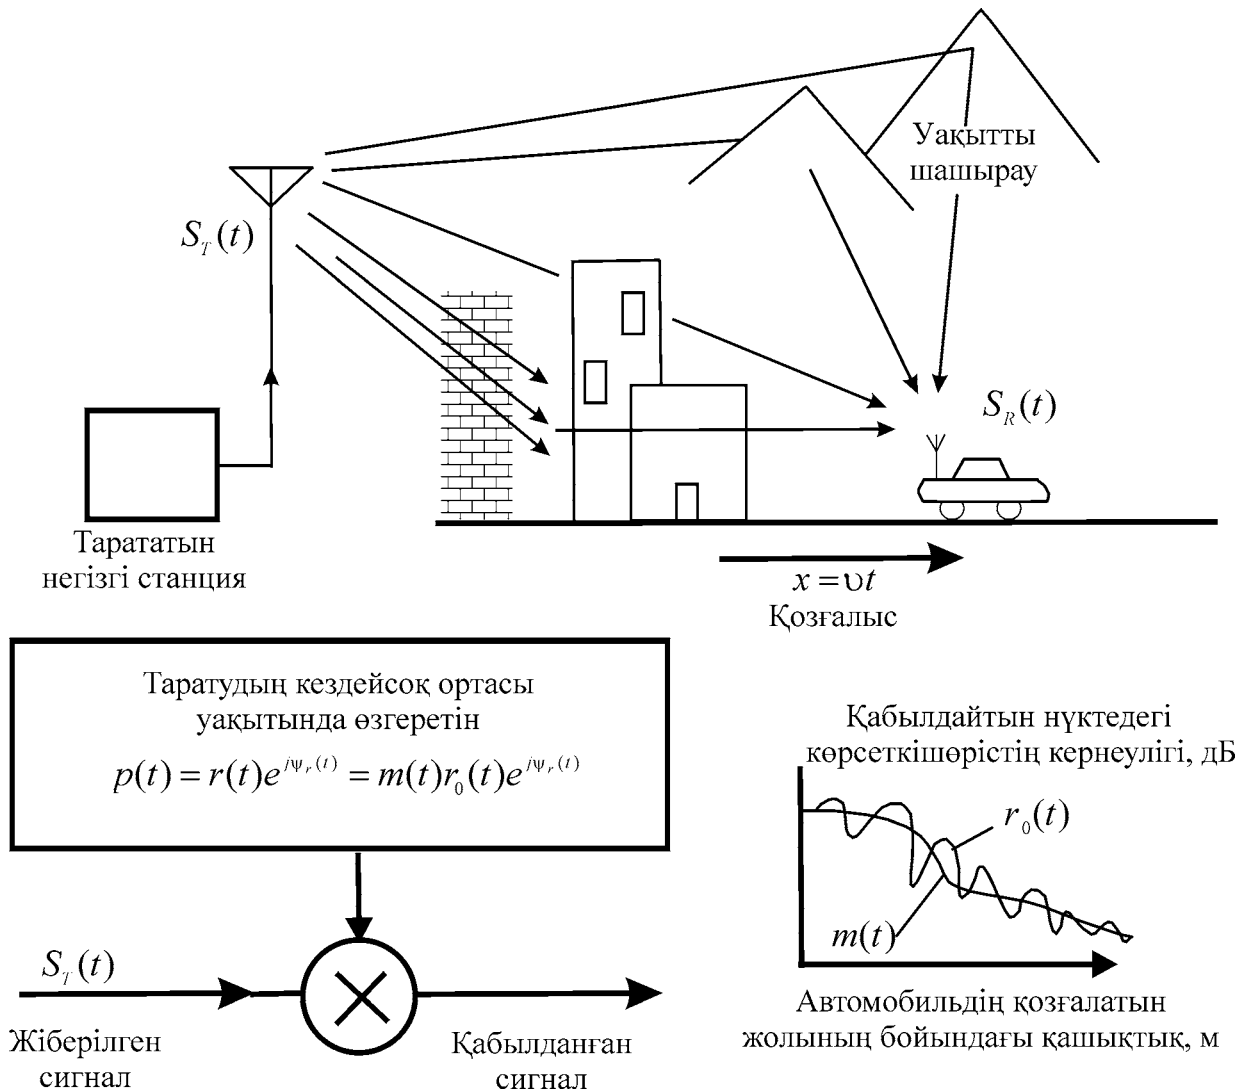 Уақытты
шашырау
S_T(t)
S_R(t)
Тарататын
негізгі станция
x = υt
Қозғалыс
Таратудың кездейсоқ ортасы
уақытында өзгеретін
p(t) = r(t)e^{jψ_r(t)} = m(t)r_0(t)e^{jψ_r(t)}
Қабылдайтын нүктедегі
көрсеткішөрістің кернеулігі, дБ
r_0(t)
m(t)
S_T(t)
Автомобильдің қозғалатын
жолының бойындағы қашықтық, м
Жіберілген
сигнал
Қабылданған
сигнал